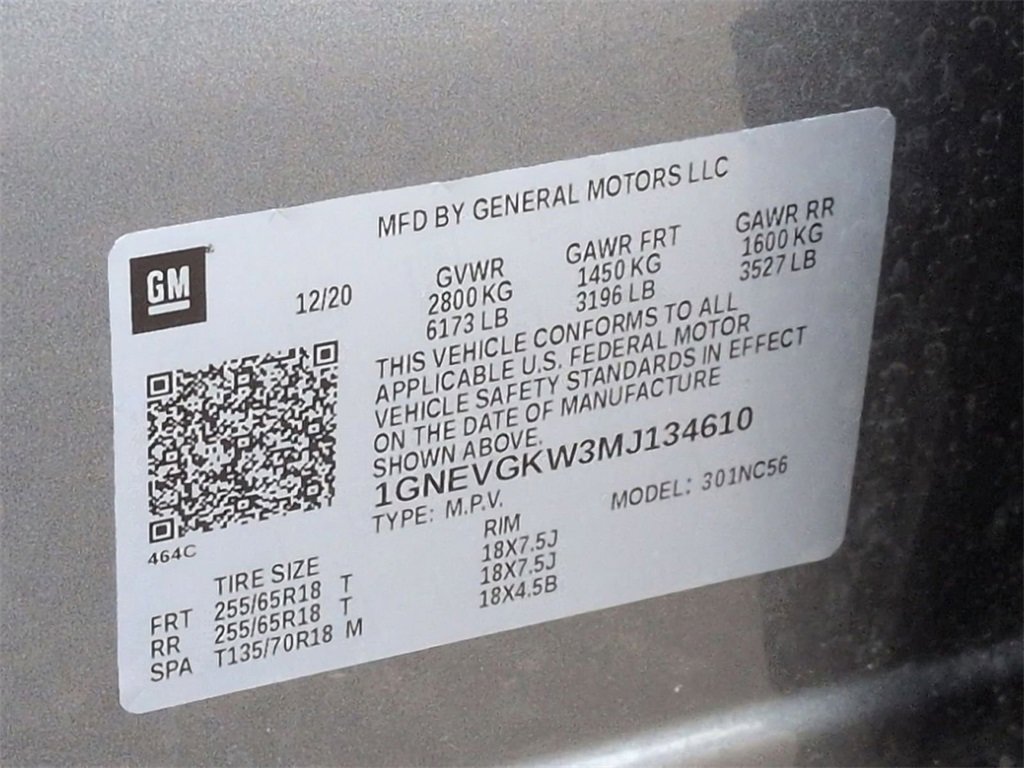 MFD BY GENERAL MOTORS LLC
GM
12/20
GVWR
2800 KG
6173 LB
GAWR FRT
1450 KG
3196 LB
GAWR RR
1600 KG
3527 LB
THIS VEHICLE CONFORMS TO ALL
APPLICABLE U.S. FEDERAL MOTOR
VEHICLE SAFETY STANDARDS IN EFFECT
ON THE DATE OF MANUFACTURE
SHOWN ABOVE.
1GNEVGKW3MJ134610
TYPE: M.P.V. MODEL: 301NC56
464C
TIRE SIZE RIM
FRT 255/65R18 T 18X7.5J
RR 255/65R18 T 18X7.5J
SPA T135/70R18 M 18X4.5B